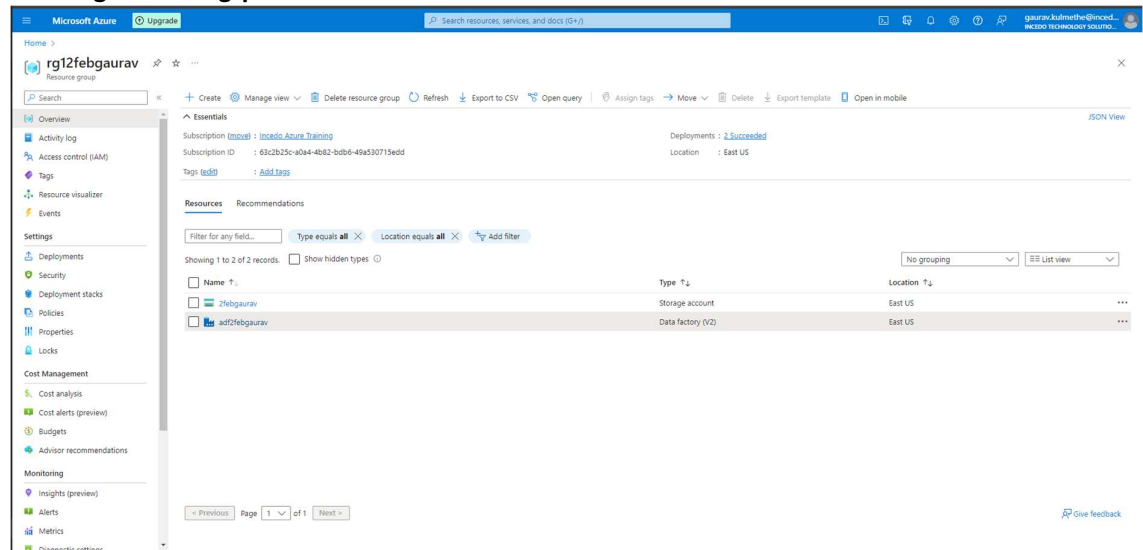 Microsoft Azure
Upgrade
Search resources, services, and docs (G+/)
gaurav.kulmethe@inced...
INCEDO TECHNOLOGY SOLUTIO...
Home >
rg12febgaurav
Resource group
Search
Create
Manage view
Delete resource group
Refresh
Export to CSV
Open query
Assign tags
Move
Delete
Export template
Open in mobile
Overview
Activity log
Access control (IAM)
Tags
Resource visualizer
Events
Settings
Deployments
Security
Deployment stacks
Policies
Properties
Locks
Cost Management
Cost analysis
Cost alerts (preview)
Budgets
Advisor recommendations
Monitoring
Insights (preview)
Alerts
Metrics
Diagnostic settings
Essentials
JSON View
Subscription (move) : Incedo Azure Training
Deployments : 2 Succeeded
Subscription ID : 63c2b25c-a0a4-4b82-bdb6-49a530715edd
Location : East US
Tags (edit) : Add tags
Resources Recommendations
Filter for any field...
Type equals all
Location equals all
Add filter
Showing 1 to 2 of 2 records.
Show hidden types
No grouping
List view
Name Type Location
2febgaurav Storage account East US
adf2febgaurav Data factory (V2) East US
< Previous Page 1 of 1 Next >
Give feedback